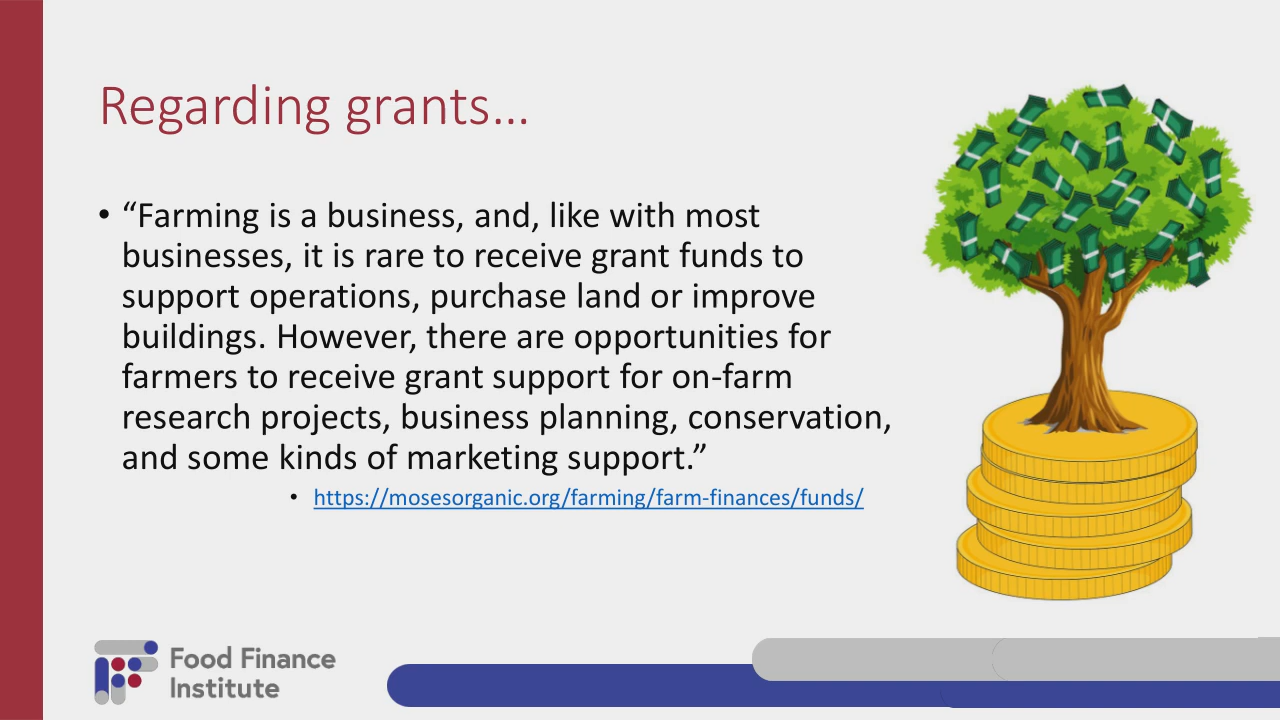 Regarding grants...
• “Farming is a business, and, like with most
businesses, it is rare to receive grant funds to
support operations, purchase land or improve
buildings. However, there are opportunities for
farmers to receive grant support for on-farm
research projects, business planning, conservation,
and some kinds of marketing support.”
• https://mosesorganic.org/farming/farm-finances/funds/
Food Finance
Institute